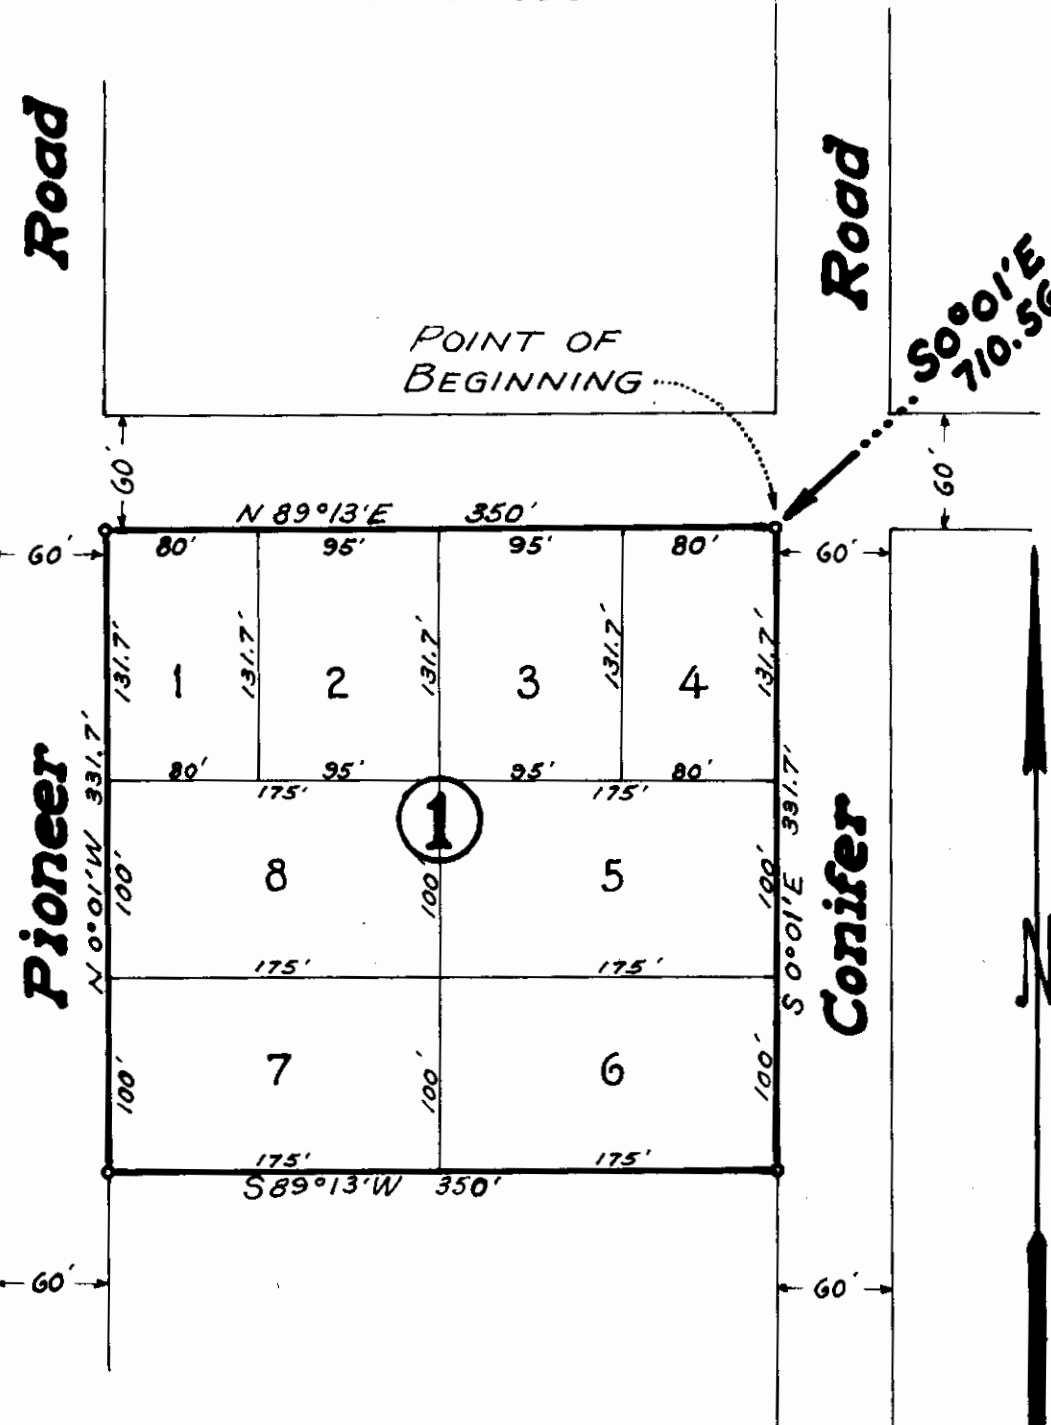 Road
Road
S0°01'E
POINT OF
BEGINNING
60'
60'
N 89°13'E 350'
60'
80' 95' 95' 80'
60'
131.7' 131.7' 131.7' 131.7' 131.7'
1 2 3 4
80' 95' 95' 80'
175' 175'
1
Pioneer
N 0°01'W 331.7'
100' 8 100' 5 100'
S 0°01'E 331.7'
Conifer
N
175' 175'
100' 7 100' 6 100'
175' 175'
S89°13'W 350'
60' 60'